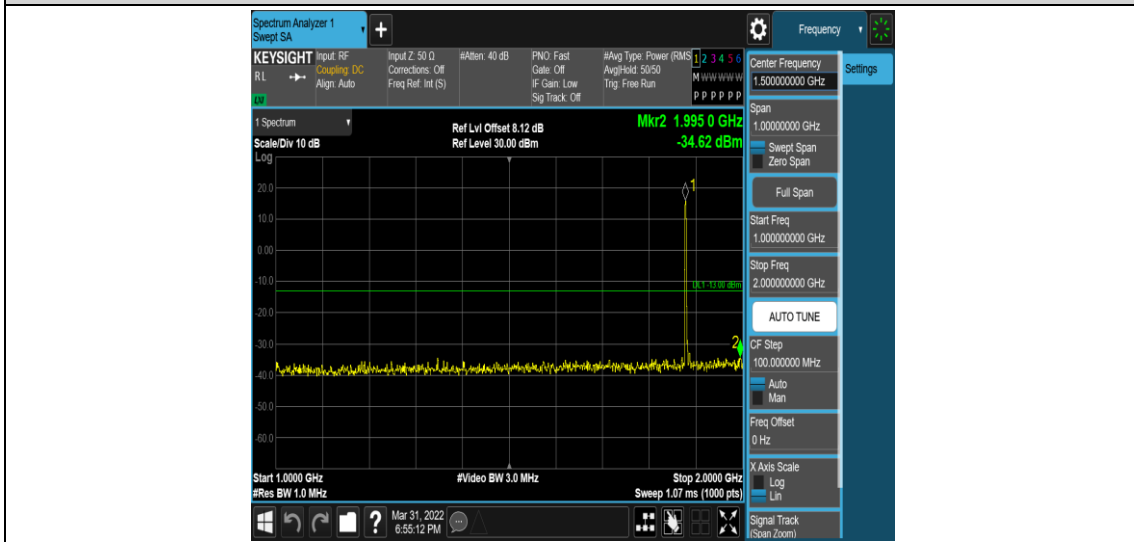 Spectrum Analyzer 1
Swept SA
Frequency
KEYSIGHT
RL
LXI
Input: RF
Coupling: DC
Align: Auto
Input Z: 50 Ω
Corrections: Off
Freq Ref: Int (S)
#Atten: 40 dB
PNO: Fast
Gate: Off
IF Gain: Low
Sig Track: Off
#Avg Type: Power (RMS
Avg|Hold: 50/50
Trig: Free Run
1 2 3 4 5 6
M W W W W W
P P P P P P
1 Spectrum
Scale/Div 10 dB
Ref Lvl Offset 8.12 dB
Ref Level 30.00 dBm
Mkr2 1.995 0 GHz
-34.62 dBm
Log
20.0
10.0
0.00
-10.0
-20.0
-30.0
-40.0
-50.0
-60.0
1
DL1 -13.00 dBm
2
Start 1.0000 GHz
#Res BW 1.0 MHz
#Video BW 3.0 MHz
Stop 2.0000 GHz
Sweep 1.07 ms (1000 pts)
?
Mar 31, 2022
6:55:12 PM
Center Frequency
1.500000000 GHz
Settings
Span
1.00000000 GHz
Swept Span
Zero Span
Full Span
Start Freq
1.000000000 GHz
Stop Freq
2.000000000 GHz
AUTO TUNE
CF Step
100.000000 MHz
Auto
Man
Freq Offset
0 Hz
X Axis Scale
Log
Lin
Signal Track
(Span Zoom)